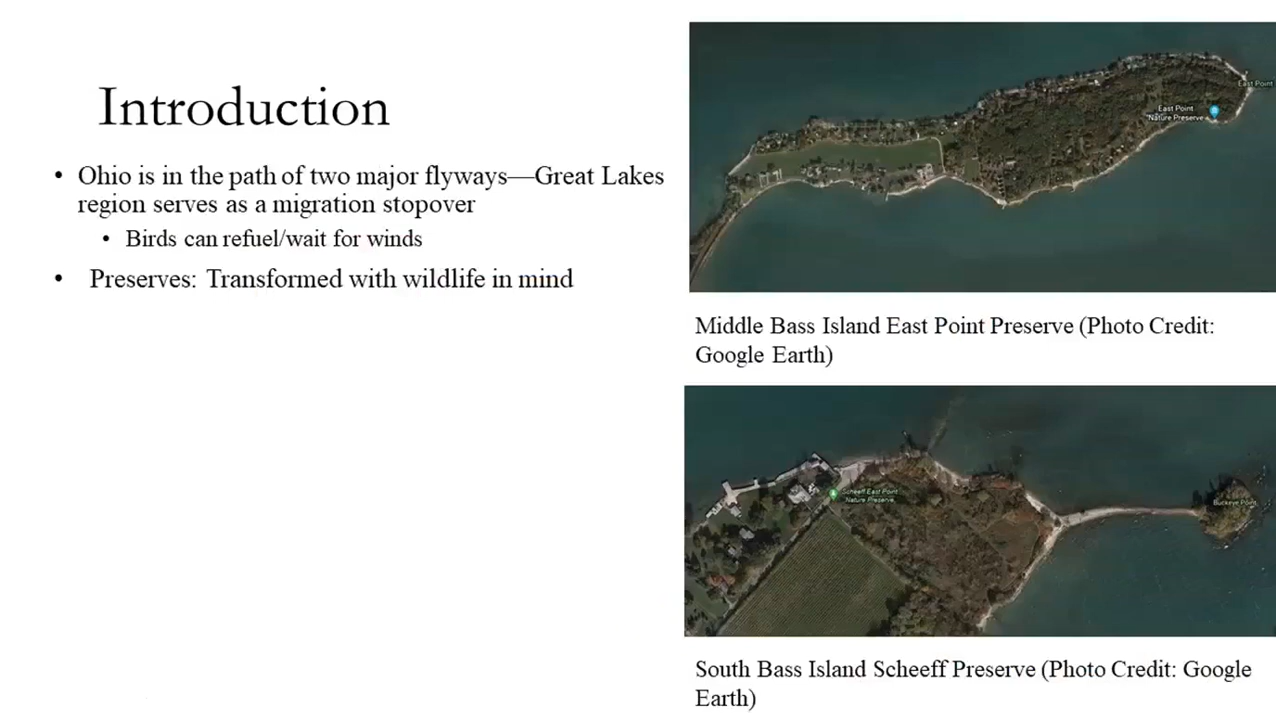 Introduction
• Ohio is in the path of two major flyways—Great Lakes
region serves as a migration stopover
• Birds can refuel/wait for winds
• Preserves: Transformed with wildlife in mind
East Point
East Point
Nature Preserve
Middle Bass Island East Point Preserve (Photo Credit:
Google Earth)
Scheeff East Point
Nature Preserve
Buckeye Point
South Bass Island Scheeff Preserve (Photo Credit: Google
Earth)